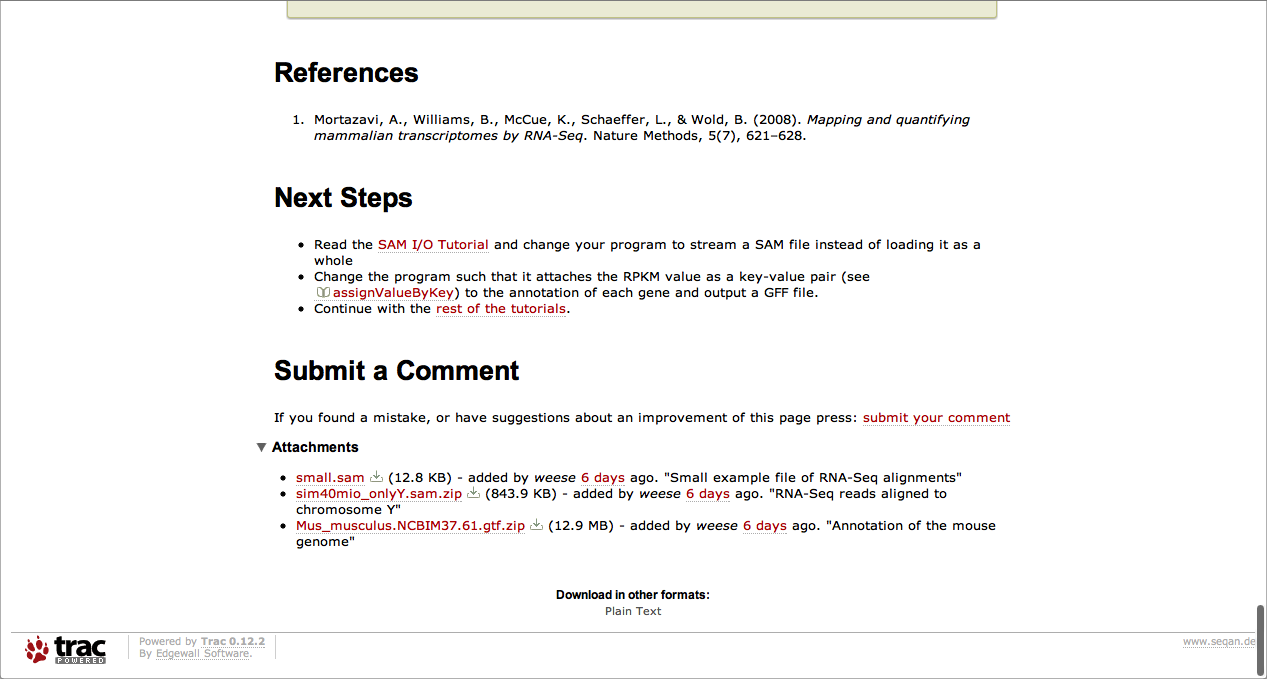 References
1. Mortazavi, A., Williams, B., McCue, K., Schaeffer, L., & Wold, B. (2008). Mapping and quantifying
mammalian transcriptomes by RNA-Seq. Nature Methods, 5(7), 621–628.
Next Steps
• Read the SAM I/O Tutorial and change your program to stream a SAM file instead of loading it as a
whole
• Change the program such that it attaches the RPKM value as a key-value pair (see
assignValueByKey) to the annotation of each gene and output a GFF file.
• Continue with the rest of the tutorials.
Submit a Comment
If you found a mistake, or have suggestions about an improvement of this page press: submit your comment
Attachments
• small.sam (12.8 KB) - added by weese 6 days ago. "Small example file of RNA-Seq alignments"
• sim40mio_onlyY.sam.zip (843.9 KB) - added by weese 6 days ago. "RNA-Seq reads aligned to
chromosome Y"
• Mus_musculus.NCBIM37.61.gtf.zip (12.9 MB) - added by weese 6 days ago. "Annotation of the mouse
genome"
Download in other formats:
Plain Text
trac
POWERED
Powered by Trac 0.12.2
By Edgewall Software.
www.seqan.de